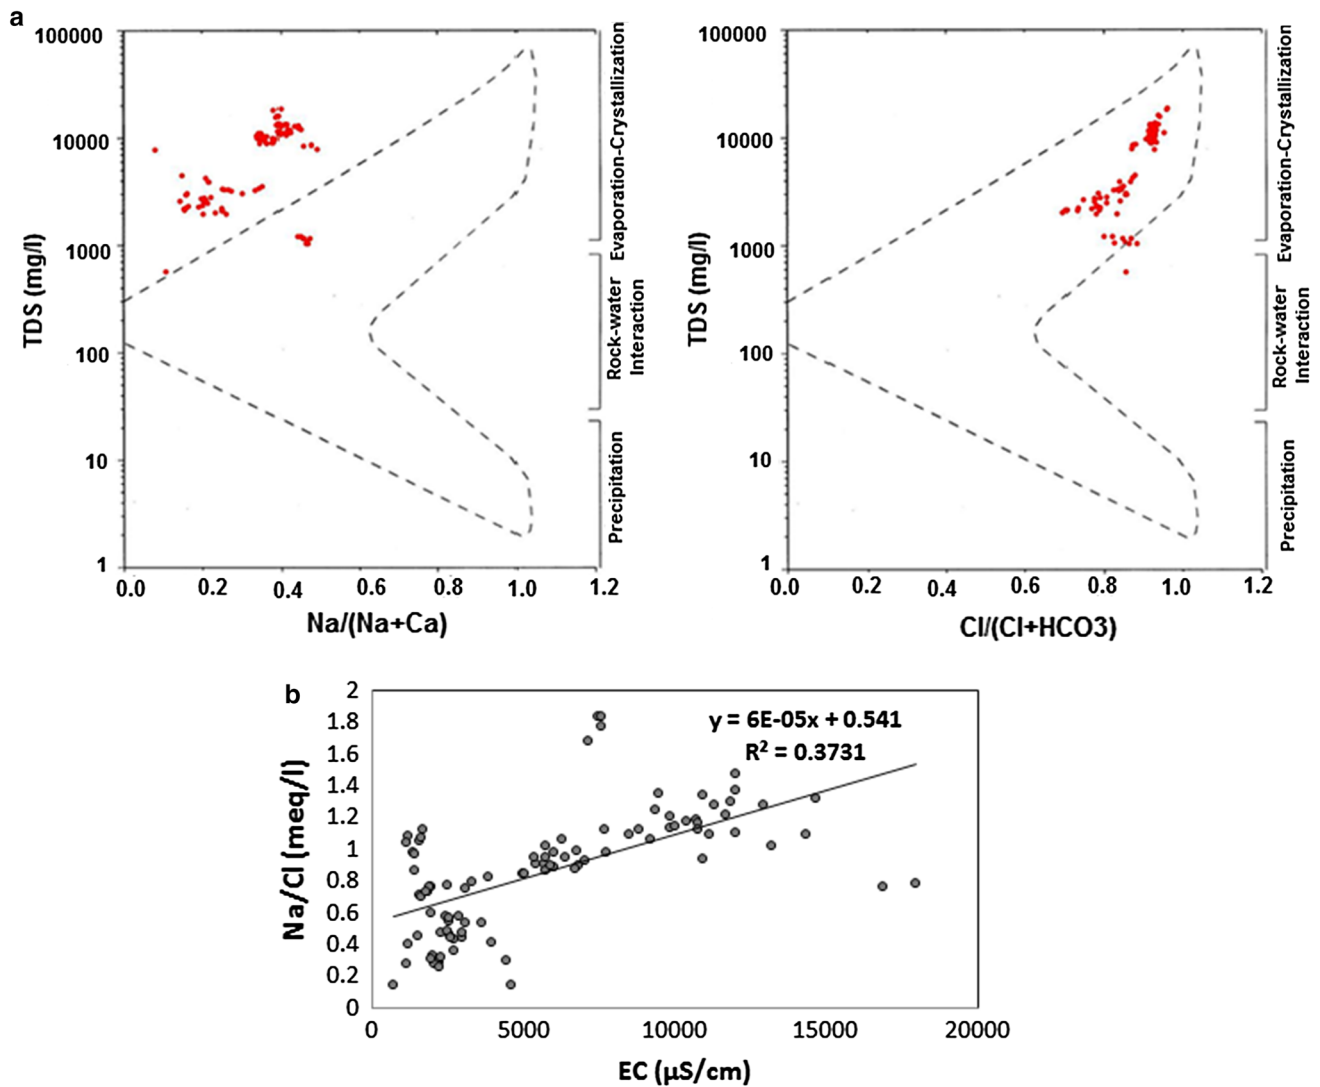 a
100000
10000
1000
100
10
1
TDS (mg/l)
0.0 0.2 0.4 0.6 0.8 1.0 1.2
Na/(Na+Ca)
Evaporation-Crystallization
Rock-water
Interaction
Precipitation
100000
10000
1000
100
10
1
TDS (mg/l)
0.0 0.2 0.4 0.6 0.8 1.0 1.2
Cl/(Cl+HCO3)
Evaporation-Crystallization
Rock-water
Interaction
Precipitation
b
2
1.8
1.6
1.4
1.2
1
0.8
0.6
0.4
0.2
0
Na/Cl (meq/l)
y = 6E-05x + 0.541
R² = 0.3731
0 5000 10000 15000 20000
EC (µS/cm)